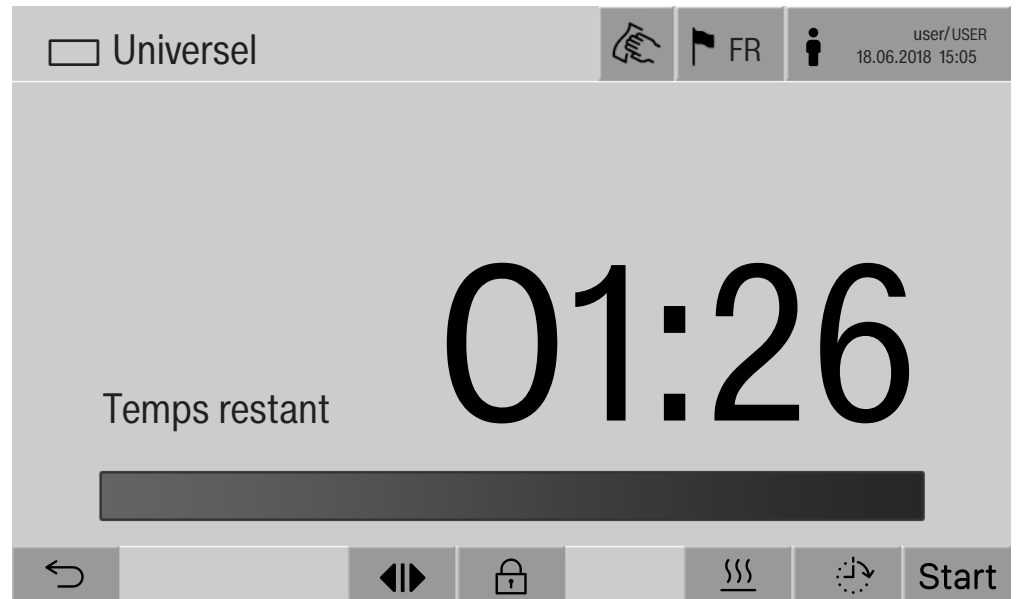 Universel
FR
user/USER
18.06.2018 15:05
01:26
Temps restant
Start